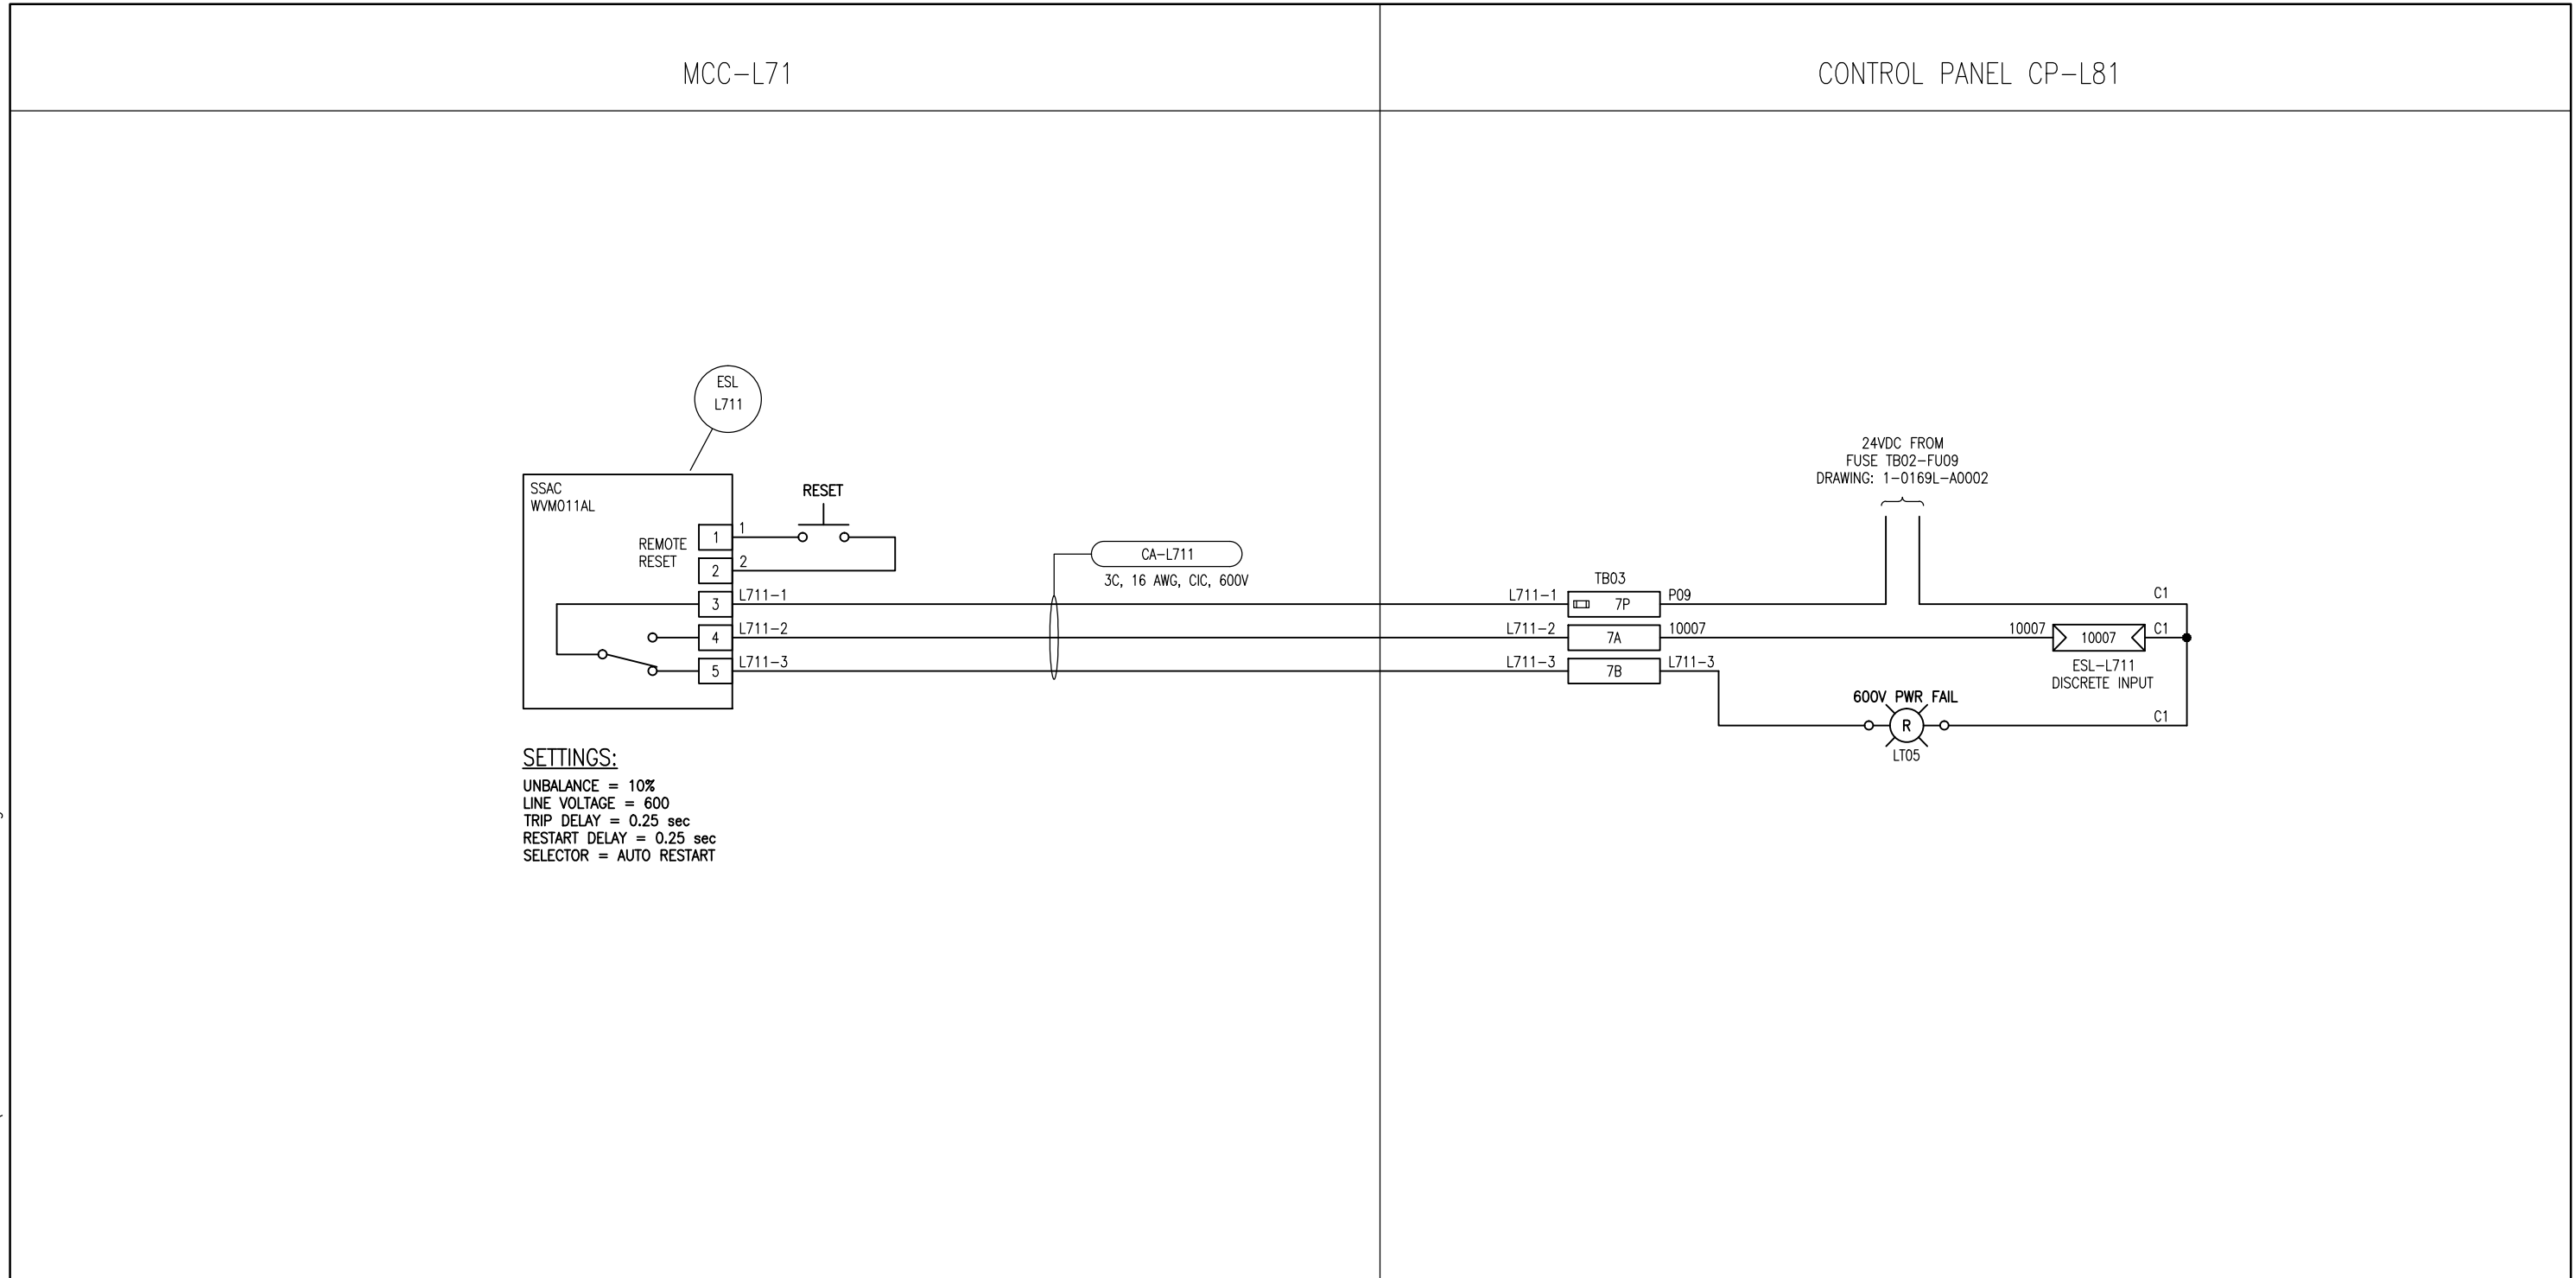 MCC-L71
CONTROL PANEL CP-L81
ESL
L711
SSAC
WVM011AL
REMOTE
RESET
1
2
3
4
5
1
2
RESET
L711-1
L711-2
L711-3
CA-L711
3C, 16 AWG, CIC, 600V
SETTINGS:
UNBALANCE = 10%
LINE VOLTAGE = 600
TRIP DELAY = 0.25 sec
RESTART DELAY = 0.25 sec
SELECTOR = AUTO RESTART
24VDC FROM
FUSE TB02-FU09
DRAWING: 1-0169L-A0002
TB03
L711-1 7P P09
C1
L711-2 7A 10007
10007 10007 C1
L711-3 7B L711-3
ESL-L711
DISCRETE INPUT
600V PWR FAIL
R
C1
LT05